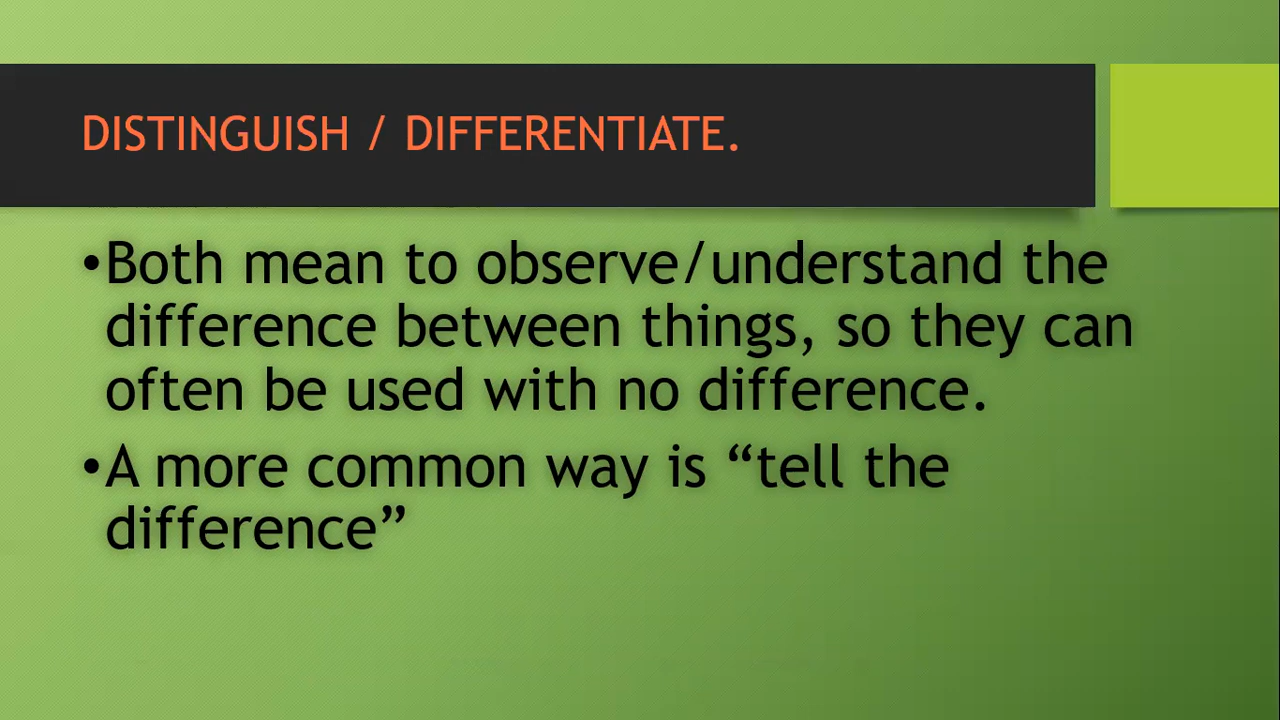 DISTINGUISH / DIFFERENTIATE.
•Both mean to observe/understand the
difference between things, so they can
often be used with no difference.
•A more common way is “tell the
difference”